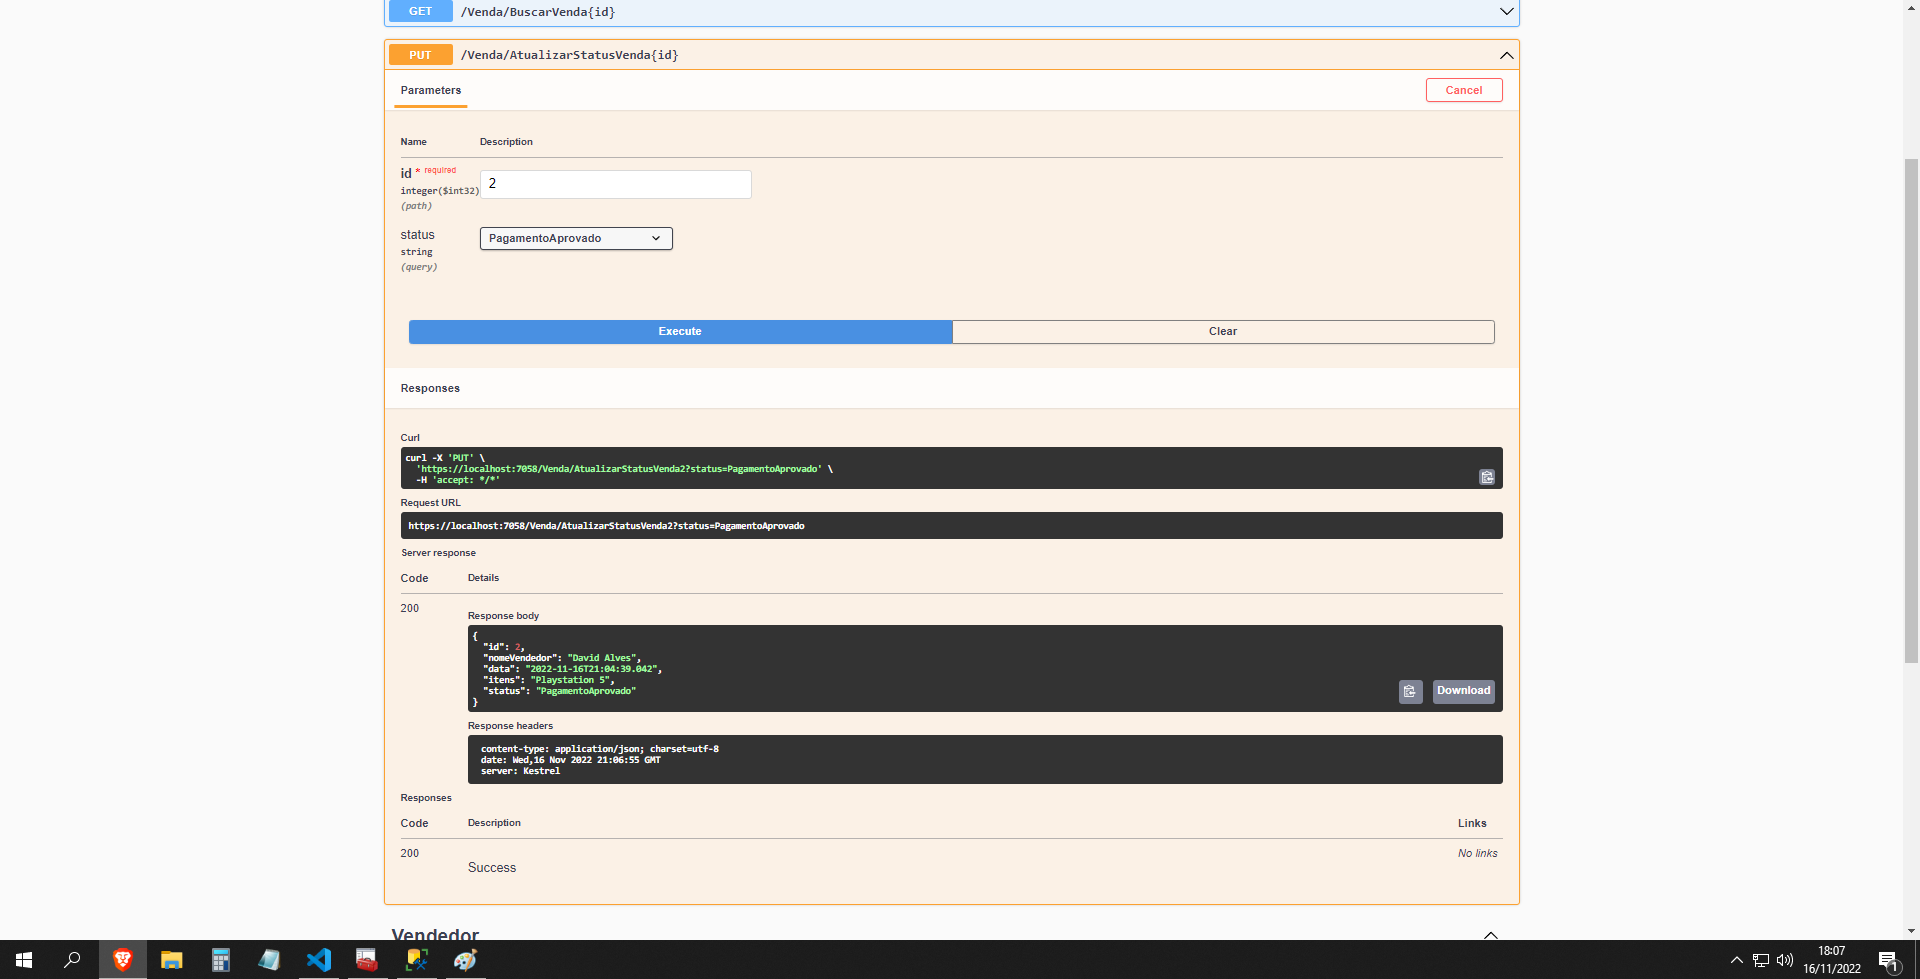 GET /Venda/BuscarVenda{id}
PUT /Venda/AtualizarStatusVenda{id}
Parameters
Cancel
Name Description
id * required
integer($int32)
(path)
2
status
string
(query)
PagamentoAprovado
Execute
Clear
Responses
Curl
curl -X 'PUT' \
'https://localhost:7058/Venda/AtualizarStatusVenda2?status=PagamentoAprovado' \
-H 'accept: */*'
Request URL
https://localhost:7058/Venda/AtualizarStatusVenda2?status=PagamentoAprovado
Server response
Code Details
200
Response body
{
"id": 2,
"nomeVendedor": "David Alves",
"data": "2022-11-16T21:04:39.042",
"itens": "Playstation 5",
"status": "PagamentoAprovado"
}
Download
Response headers
content-type: application/json; charset=utf-8
date: Wed,16 Nov 2022 21:06:55 GMT
server: Kestrel
Responses
Code Description Links
200
Success
No links
Vendedor
18:07
16/11/2022
1